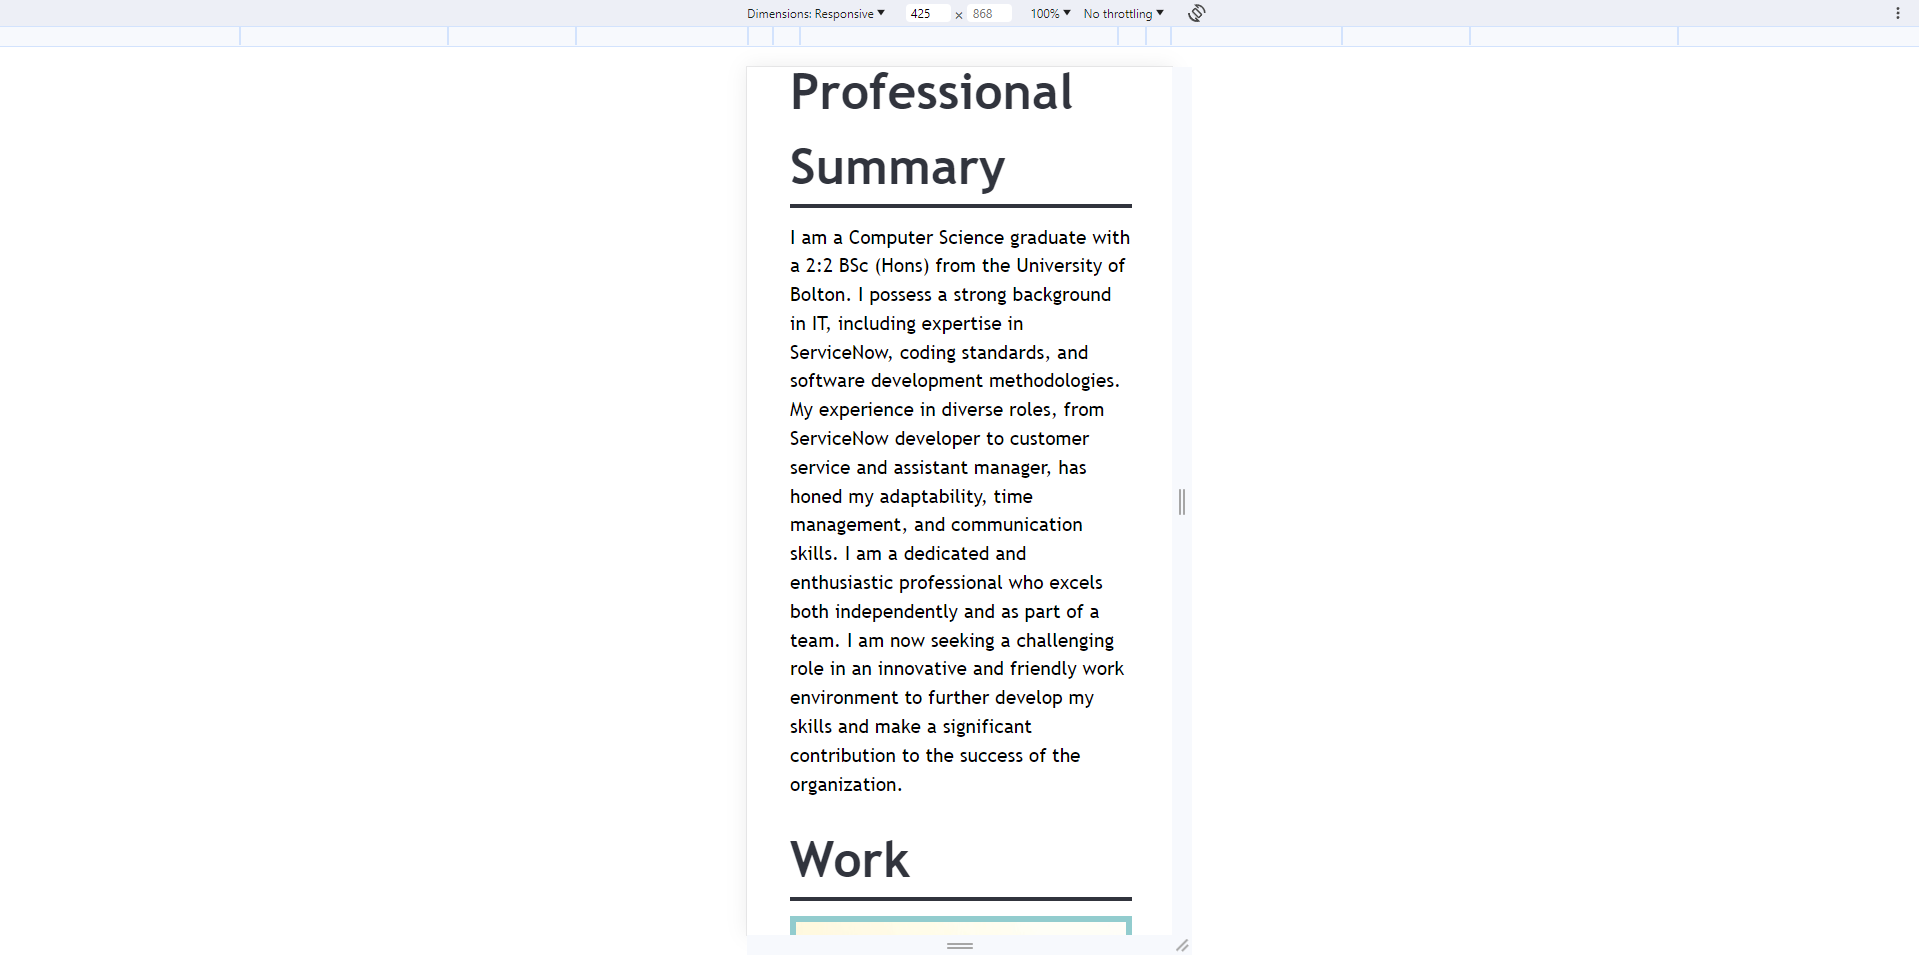 Dimensions: Responsive 425 × 868 100% No throttling
Professional
Summary
I am a Computer Science graduate with
a 2:2 BSc (Hons) from the University of
Bolton. I possess a strong background
in IT, including expertise in
ServiceNow, coding standards, and
software development methodologies.
My experience in diverse roles, from
ServiceNow developer to customer
service and assistant manager, has
honed my adaptability, time
management, and communication
skills. I am a dedicated and
enthusiastic professional who excels
both independently and as part of a
team. I am now seeking a challenging
role in an innovative and friendly work
environment to further develop my
skills and make a significant
contribution to the success of the
organization.
Work